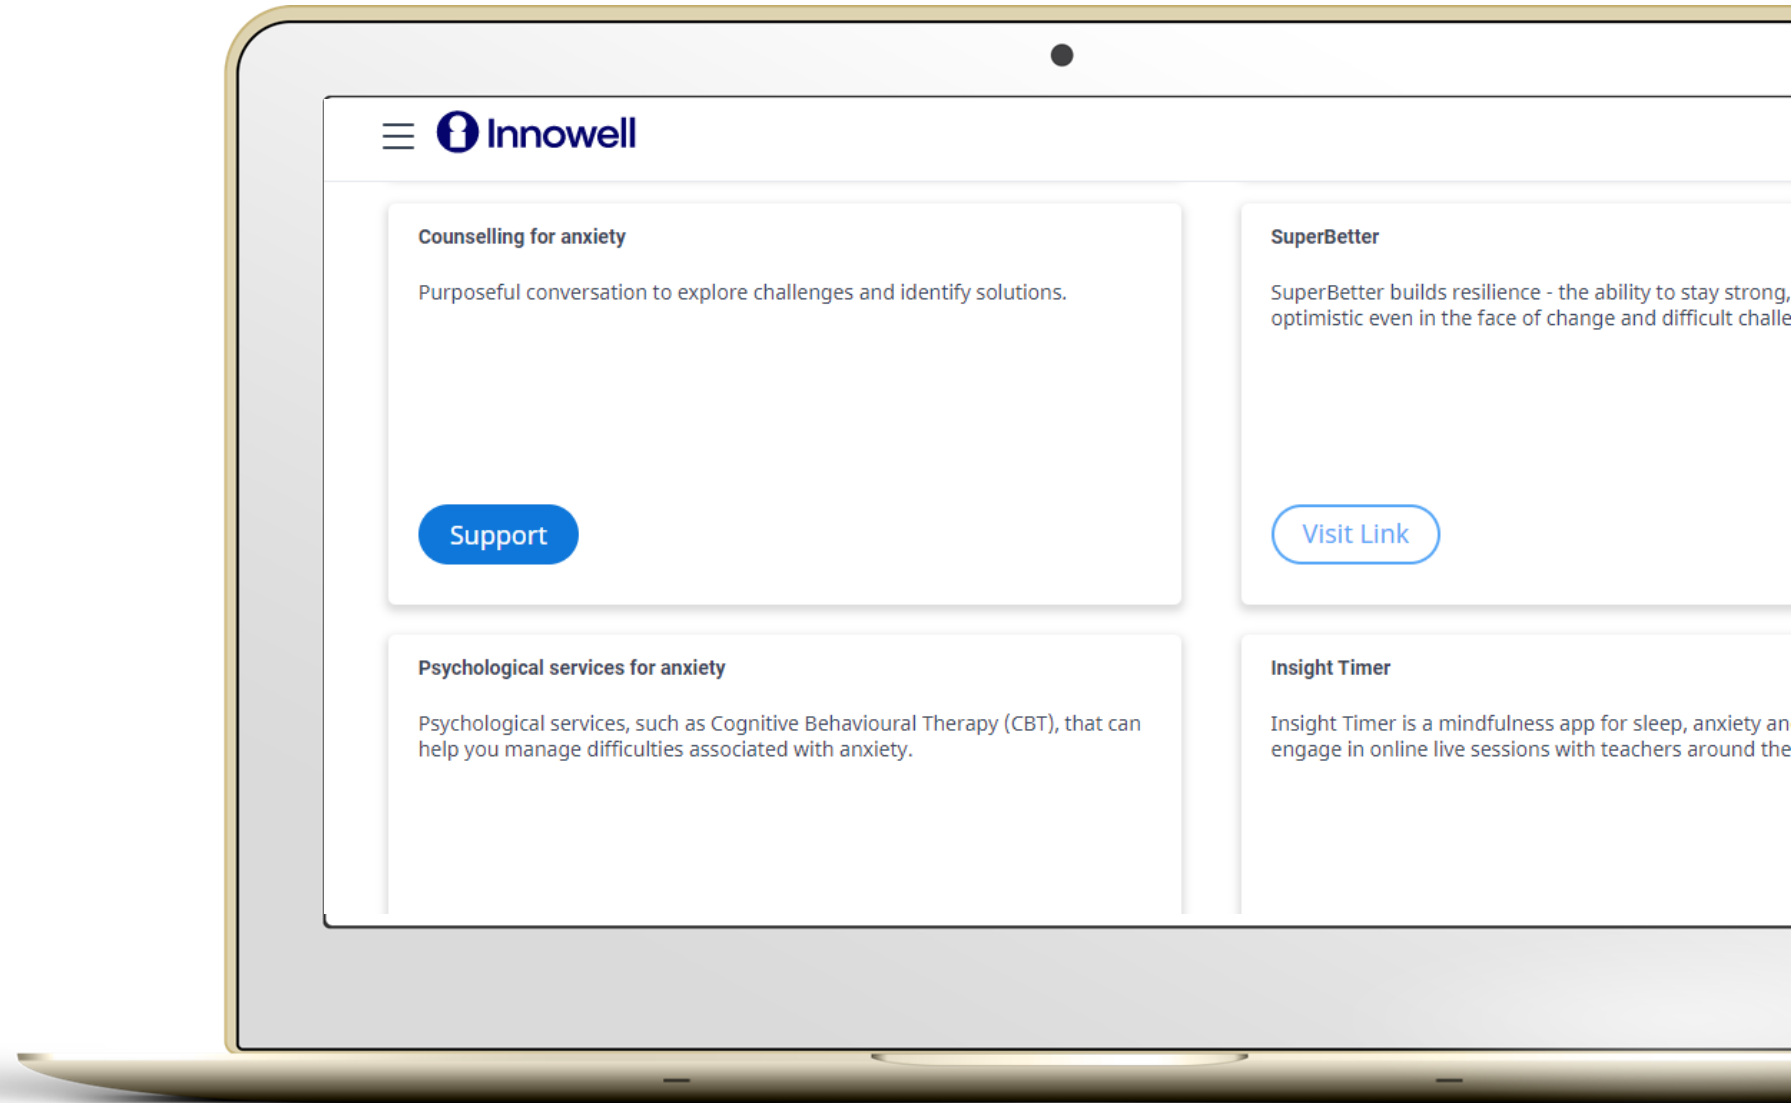 Innowell
Counselling for anxiety
Purposeful conversation to explore challenges and identify solutions.
Support
SuperBetter
SuperBetter builds resilience - the ability to stay strong,
optimistic even in the face of change and difficult challe
Visit Link
Psychological services for anxiety
Psychological services, such as Cognitive Behavioural Therapy (CBT), that can
help you manage difficulties associated with anxiety.
Insight Timer
Insight Timer is a mindfulness app for sleep, anxiety an
engage in online live sessions with teachers around the